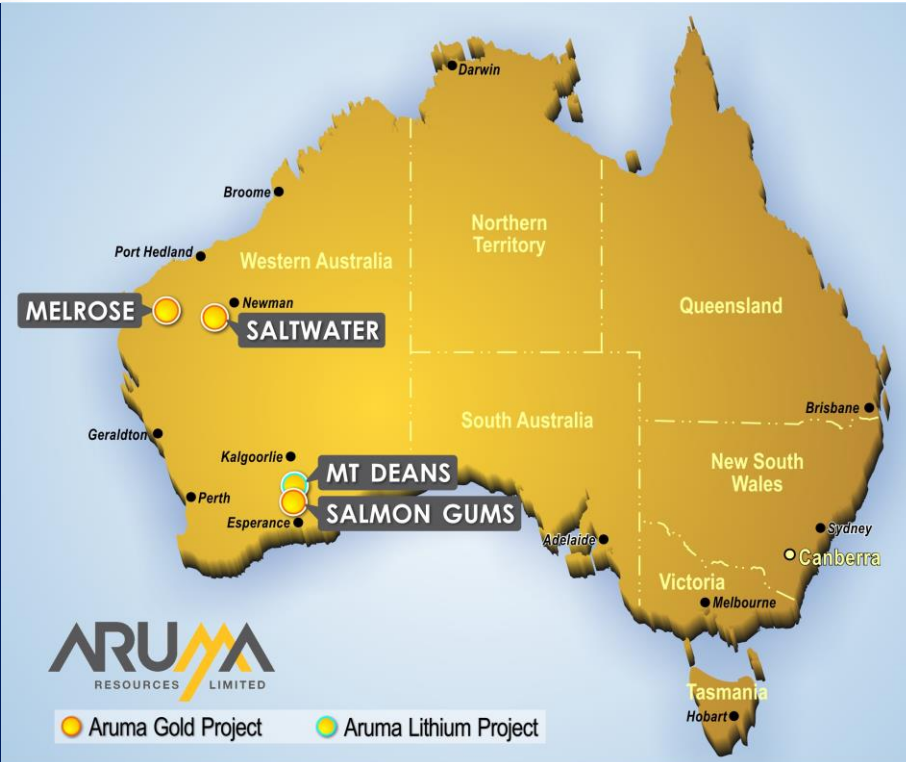 Darwin
Broome
Northern
Territory
Port Hedland
Western Australia
MELROSE
Newman
SALTWATER
Queensland
Brisbane
South Australia
Geraldton
Kalgoorlie
MT DEANS
New South
Wales
Perth
SALMON GUMS
Esperance
Adelaide
Sydney
Canberra
Victoria
Melbourne
ARUMA
RESOURCES LIMITED
Tasmania
Hobart
Aruma Gold Project
Aruma Lithium Project